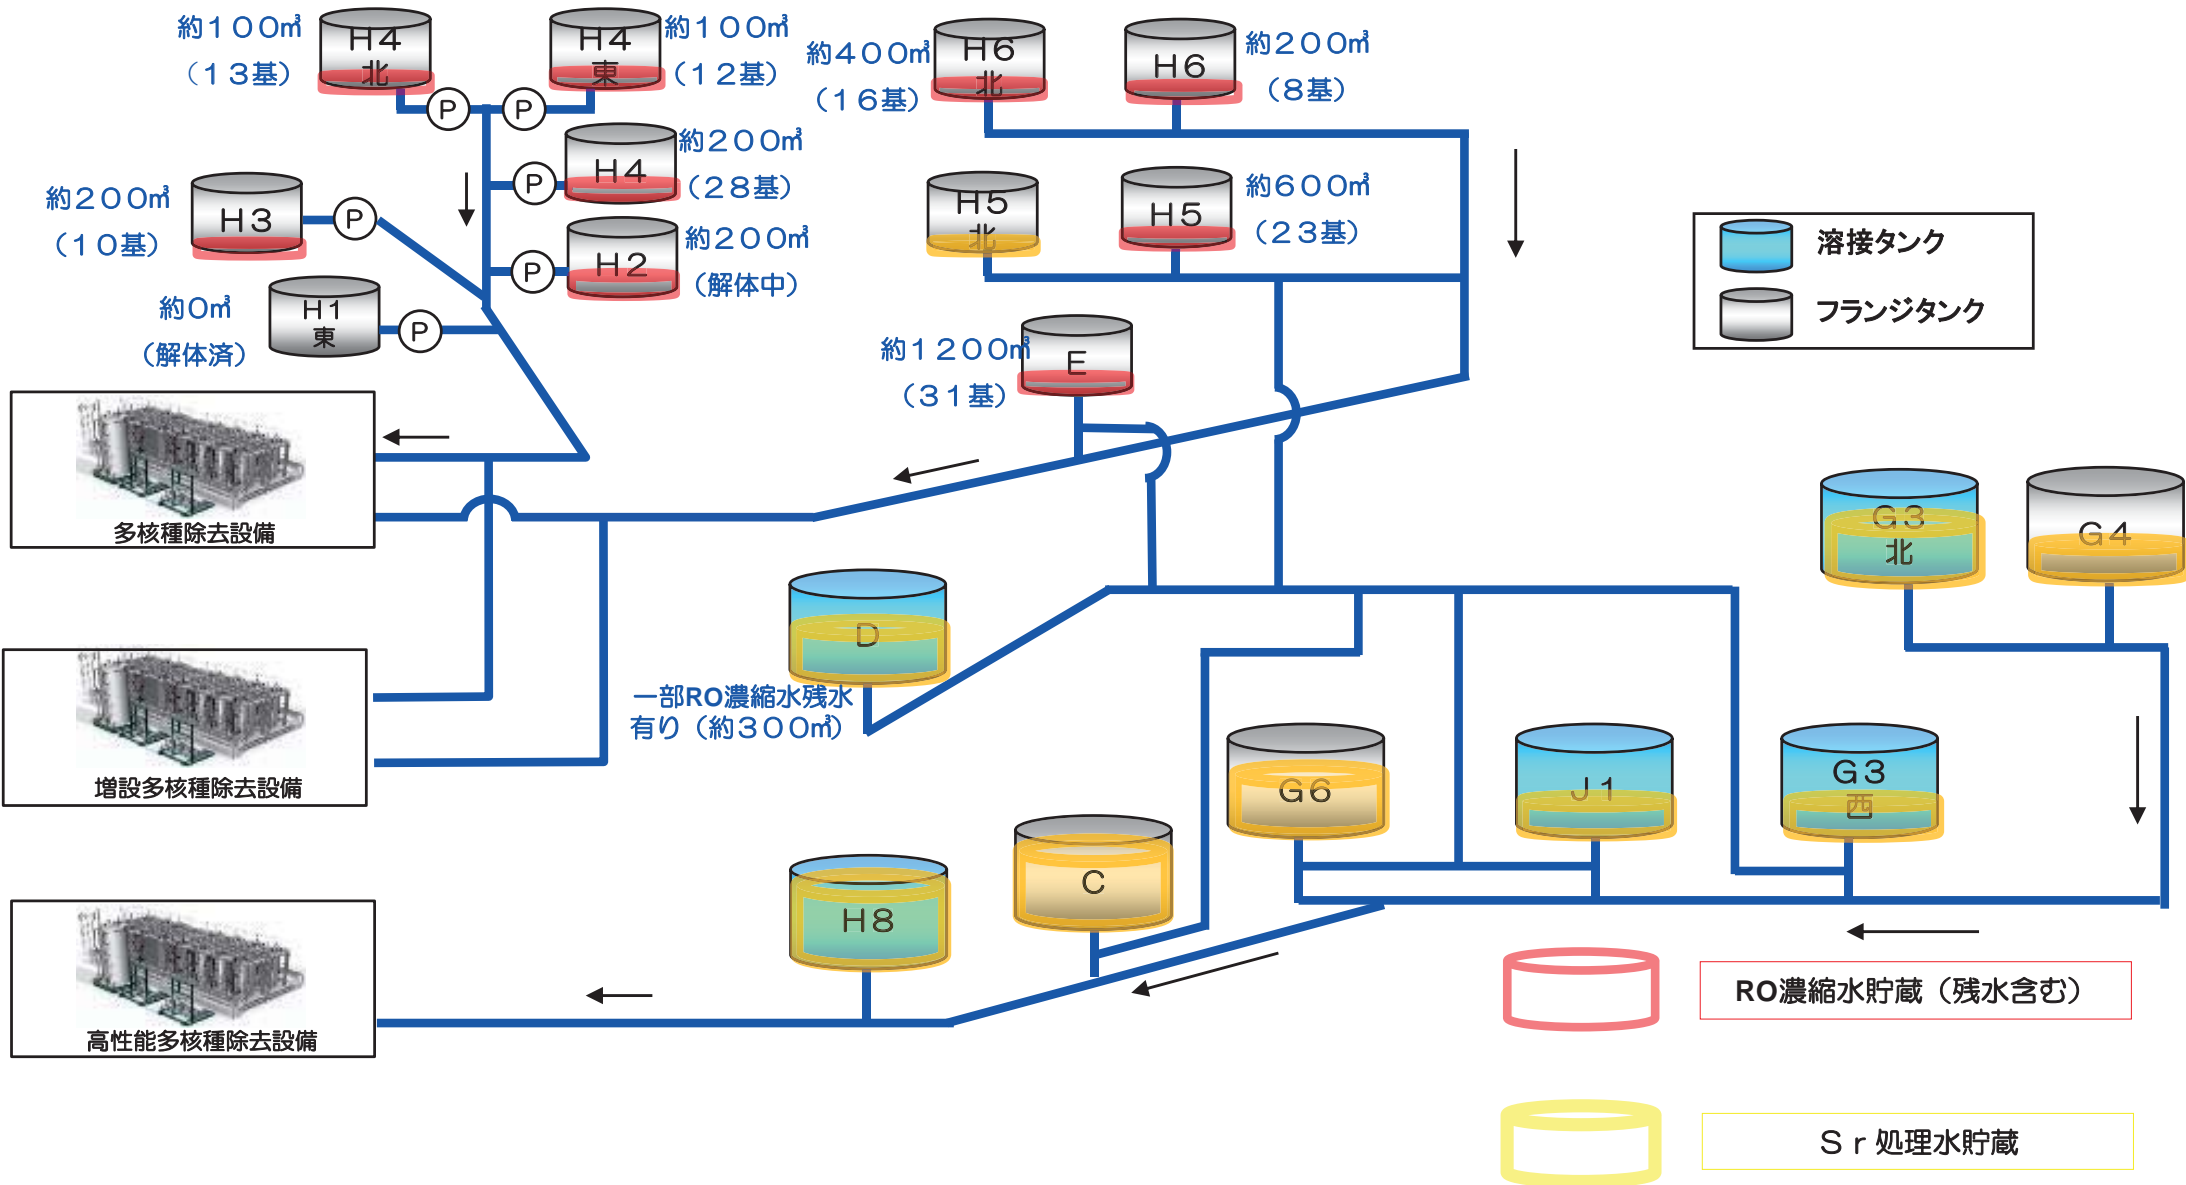 約１００㎥
（１３基）
Ｈ４
北
Ｈ４
東
約１００㎥
（１２基）
約４００㎥
（１６基）
Ｈ６
北
Ｈ６
約２００㎥
（８基）
Ｐ
Ｐ
Ｐ
Ｈ４
約２００㎥
（２８基）
約２００㎥
（１０基）
Ｈ３
Ｐ
Ｐ
Ｈ２
約２００㎥
（解体中）
約０㎥
（解体済）
Ｈ１
東
Ｐ
Ｈ５
北
Ｈ５
約６００㎥
（２３基）
約１２００㎥
（３１基）
Ｅ
溶接タンク
フランジタンク
多核種除去設備
増設多核種除去設備
高性能多核種除去設備
Ｄ
一部RO濃縮水残水
有り（約３００㎥）
Ｇ３
北
Ｇ４
Ｇ６
Ｊ１
Ｇ３
西
Ｃ
Ｈ８
RO濃縮水貯蔵（残水含む）
Ｓｒ処理水貯蔵